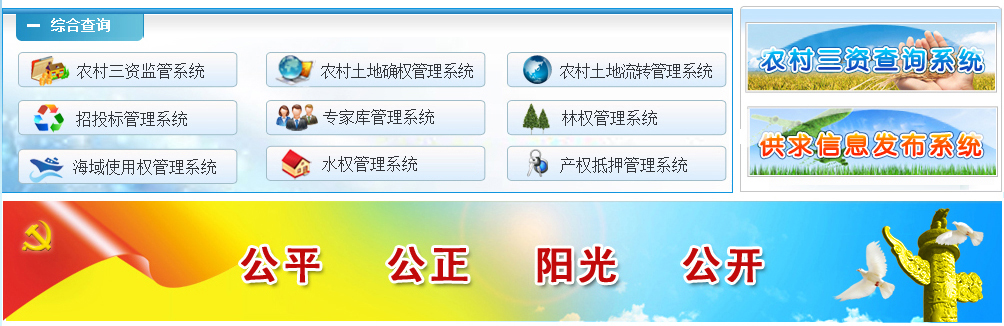 综合查询
农村三资监管系统 农村土地确权管理系统 农村土地流转管理系统
招投标管理系统 专家库管理系统 林权管理系统
海域使用权管理系统 水权管理系统 产权抵押管理系统
农村三资查询系统
供求信息发布系统
公平 公正 阳光 公开